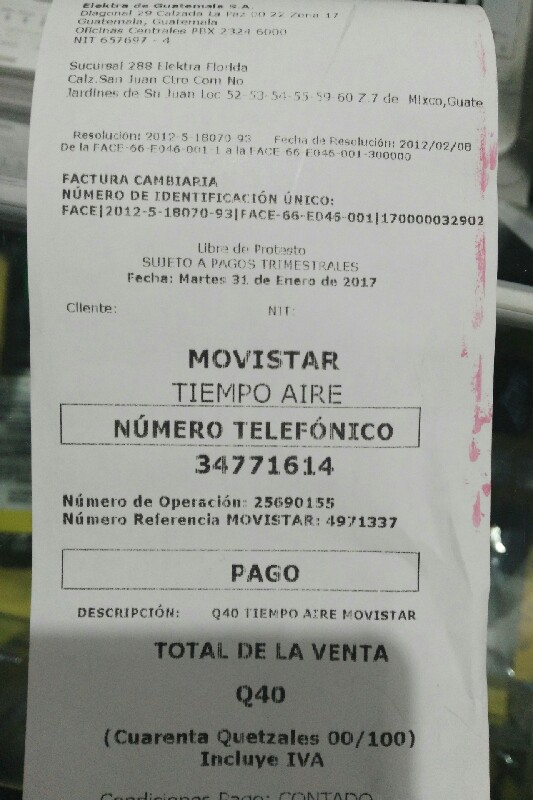 Elektra de Guatemala S.A.
Diagonal 29 Calzada La Paz 00-22 Zona 17
Guatemala, Guatemala
Oficinas Centrales PBX 2324 6000
NIT 657697 - 4
Sucursal 288 Elektra Florida
Calz.San Juan Ctro Com No
Jardines de Sn Juan Loc 52-53-54-55-59-60 Z.7 de Mixco,Guate
Resolución: 2012-5-18070-93 Fecha de Resolución: 2012/02/08
De la FACE-66-E046-001-1 a la FACE-66-E046-001-300000
FACTURA CAMBIARIA
NÚMERO DE IDENTIFICACIÓN ÚNICO:
FACE|2012-5-18070-93|FACE-66-E046-001|170000032902
Libre de Protesto
SUJETO A PAGOS TRIMESTRALES
Fecha: Martes 31 de Enero de 2017
Cliente: NIT:
MOVISTAR
TIEMPO AIRE
NÚMERO TELEFÓNICO
34771614
Número de Operación: 25690155
Número Referencia MOVISTAR: 4971337
PAGO
DESCRIPCIÓN: Q40 TIEMPO AIRE MOVISTAR
TOTAL DE LA VENTA
Q40
(Cuarenta Quetzales 00/100)
Incluye IVA
Condiciones Pago: CONTADO